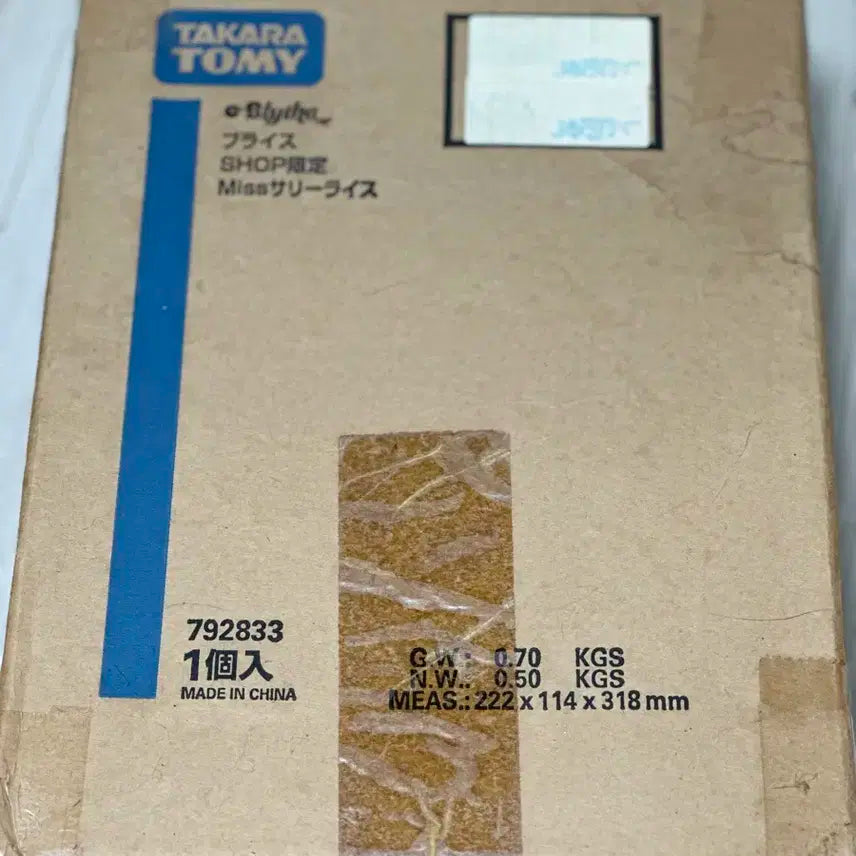 TAKARA
TOMY
Blythe
ブライス
SHOP限定
Missサリーライス
792833
1個入
MADE IN CHINA
G.W.: 0.70 KGS
N.W.: 0.50 KGS
MEAS.: 222 x 114 x 318 mm